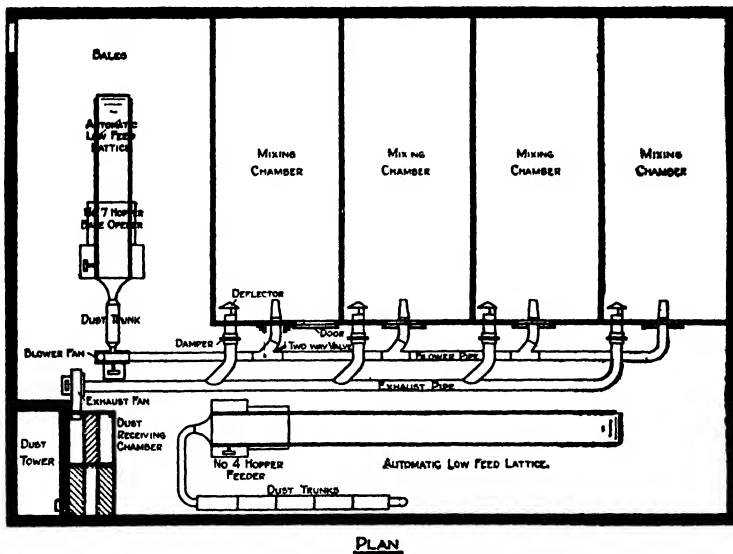 BALES
AUTOMATIC
LOW FEED
LATTICE
No 7 HOPPER
BALE OPENER
DUST TRUNK
BLOWER FAN
EXHAUST FAN
DUST
RECEIVING
CHAMBER
DUST
TOWER
MIXING
CHAMBER
MIXING
CHAMBER
MIXING
CHAMBER
MIXING
CHAMBER
DEFLECTOR
DOOR
DAMPER
TWO WAY VALVE
BLOWER PIPE
EXHAUST PIPE
No 4 HOPPER
FEEDER
AUTOMATIC LOW FEED LATTICE.
DUST TRUNKS
PLAN